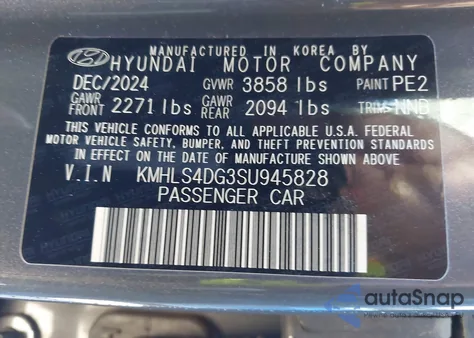 MANUFACTURED IN KOREA BY
HYUNDAI MOTOR COMPANY
DEC/2024 GVWR 3858 lbs PAINT PE2
GAWR FRONT 2271 lbs GAWR REAR 2094 lbs TRIM NNB
THIS VEHICLE CONFORMS TO ALL APPLICABLE U.S.A. FEDERAL
MOTOR VEHICLE SAFETY, BUMPER, AND THEFT PREVENTION STANDARDS
IN EFFECT ON THE DATE OF MANUFACTURE SHOWN ABOVE.
V.I.N KMHLS4DG3SU945828
PASSENGER CAR
autoSnap